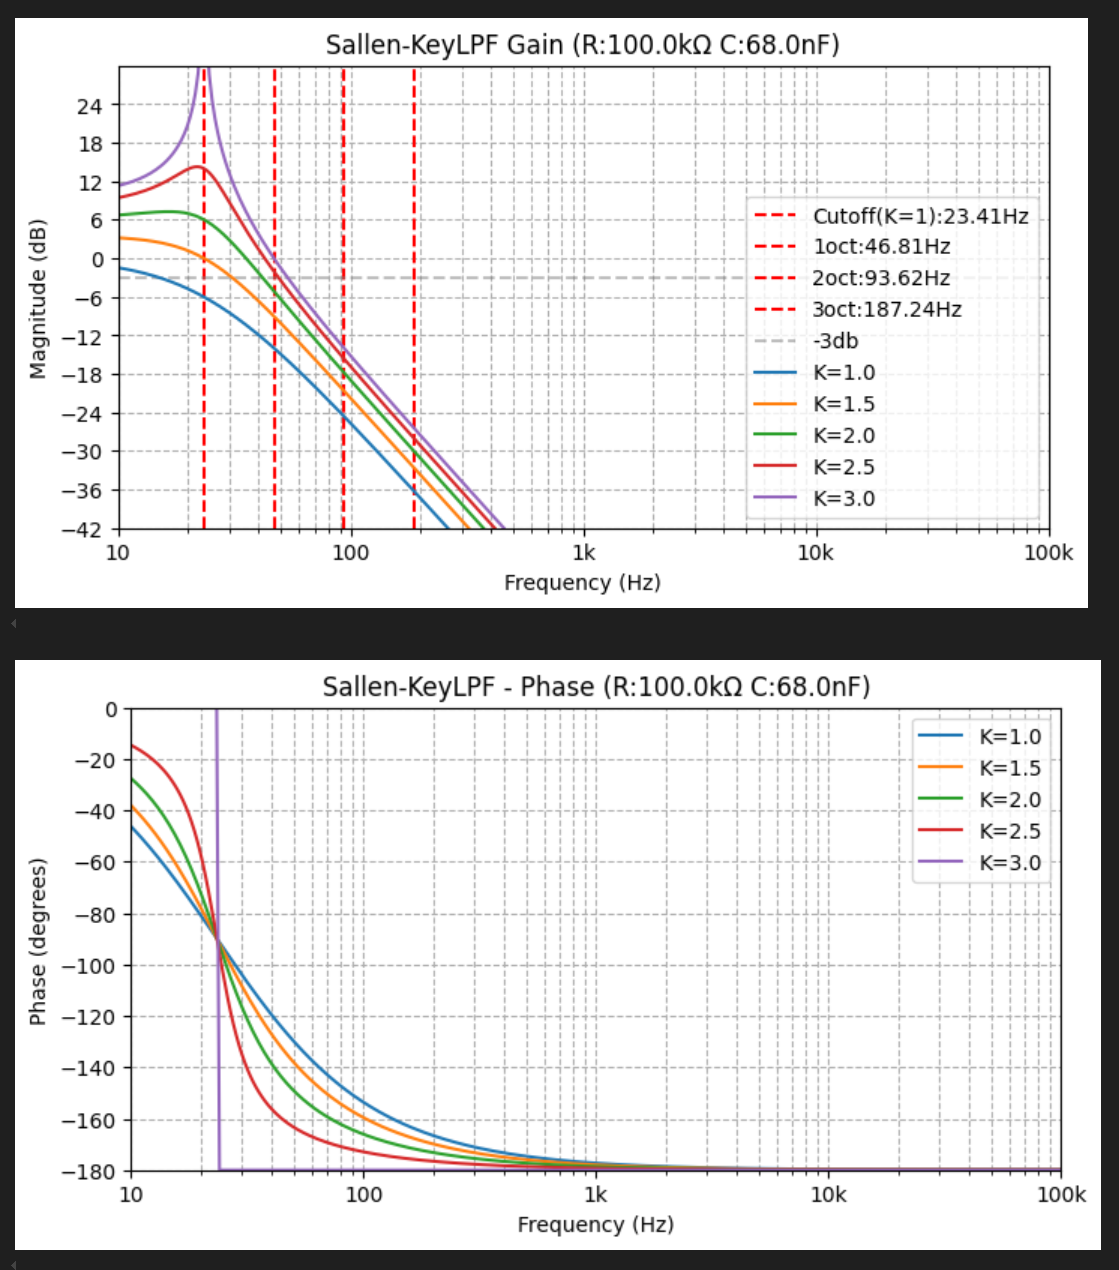 Sallen-KeyLPF Gain (R:100.0kΩ C:68.0nF)
24
18
12
6
0
−6
−12
−18
−24
−30
−36
−42
Magnitude (dB)
Cutoff(K=1):23.41Hz
1oct:46.81Hz
2oct:93.62Hz
3oct:187.24Hz
-3db
K=1.0
K=1.5
K=2.0
K=2.5
K=3.0
10 100 1k 10k 100k
Frequency (Hz)
Sallen-KeyLPF - Phase (R:100.0kΩ C:68.0nF)
0
−20
−40
−60
−80
−100
−120
−140
−160
−180
Phase (degrees)
K=1.0
K=1.5
K=2.0
K=2.5
K=3.0
10 100 1k 10k 100k
Frequency (Hz)